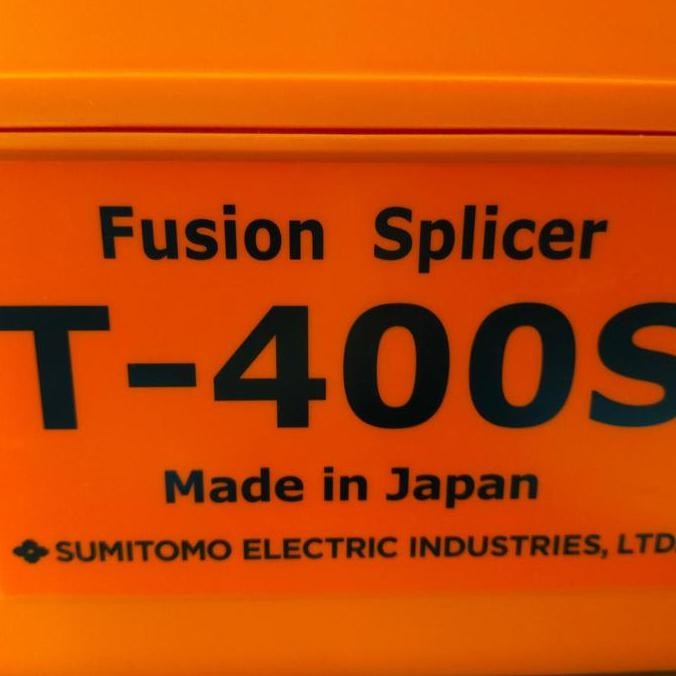 Fusion Splicer
T-400S
Made in Japan
SUMITOMO ELECTRIC INDUSTRIES, LTD.